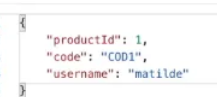 {
"productId": 1,
"code": "COD1",
"username": "matilde"
}